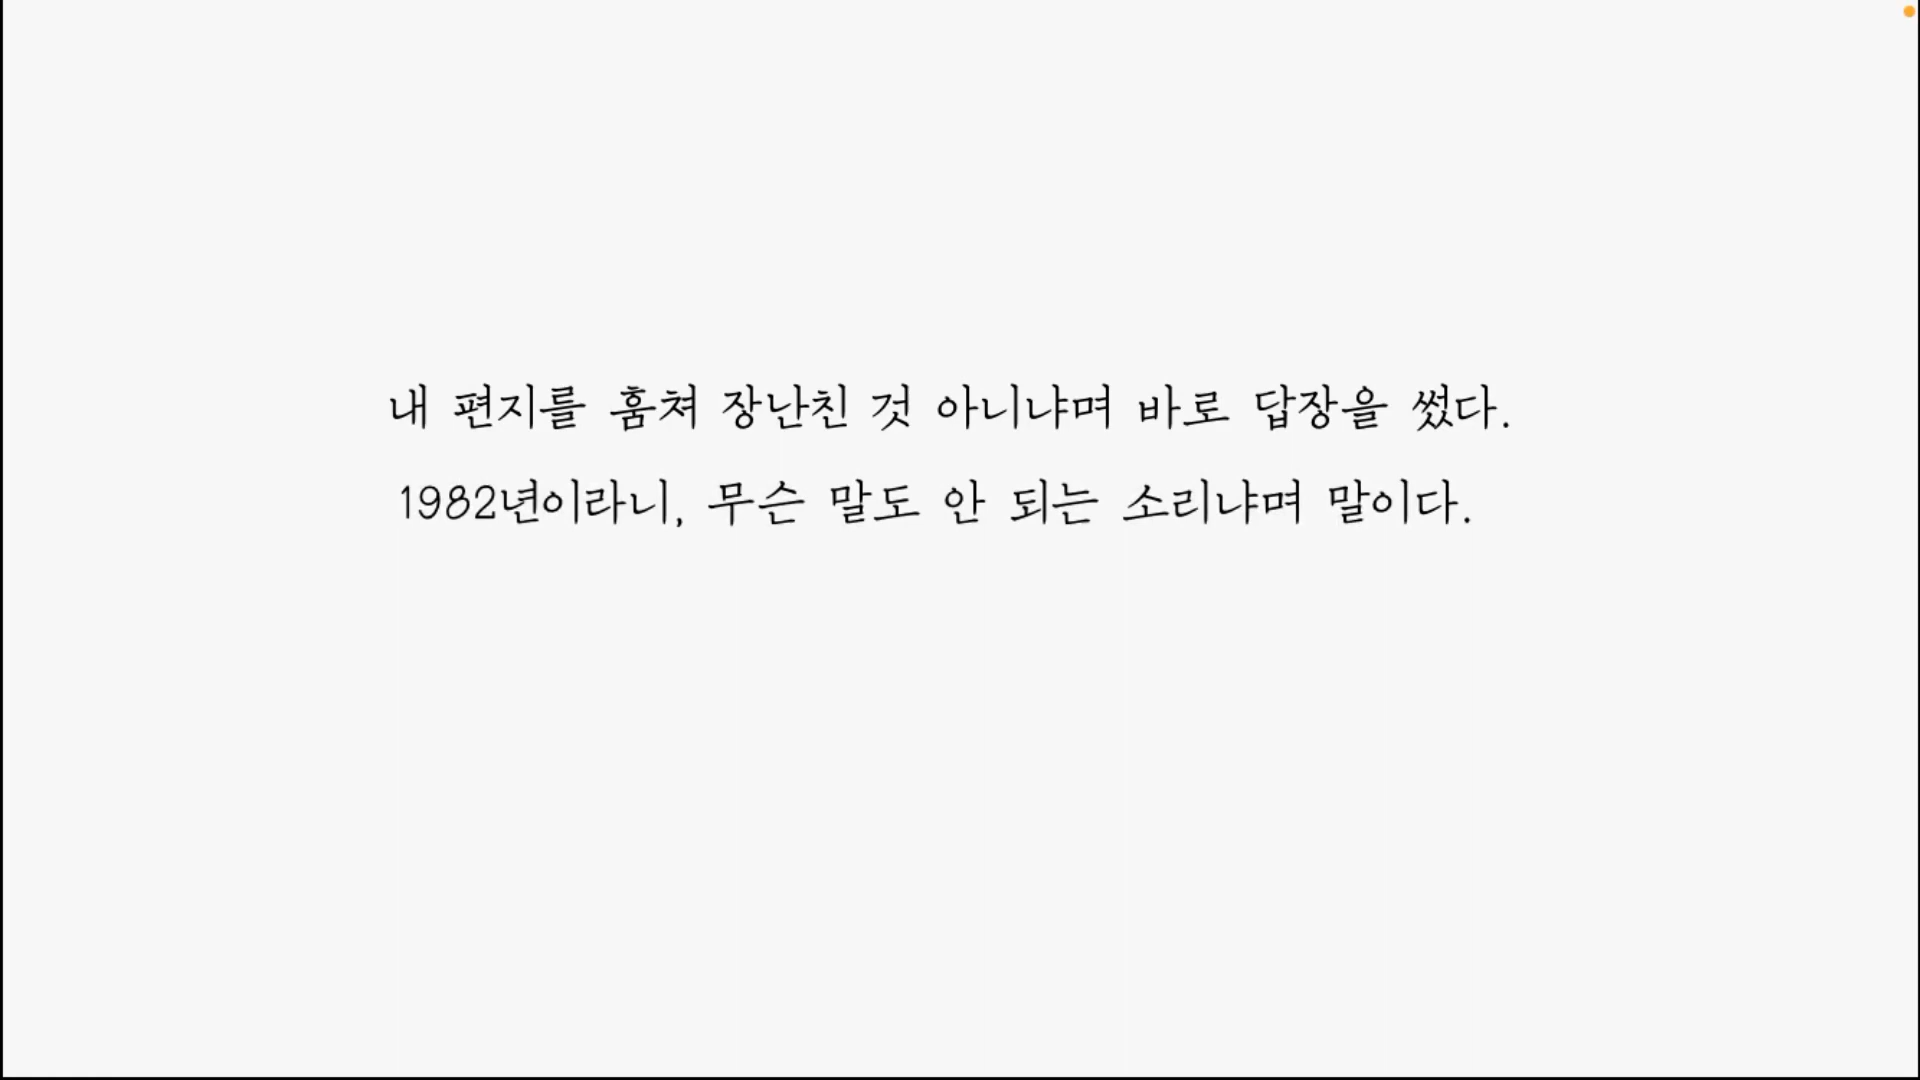 내 편지를 훔쳐 장난친 것 아니냐며 바로 답장을 썼다.
1982년이라니, 무슨 말도 안 되는 소리냐며 말이다.